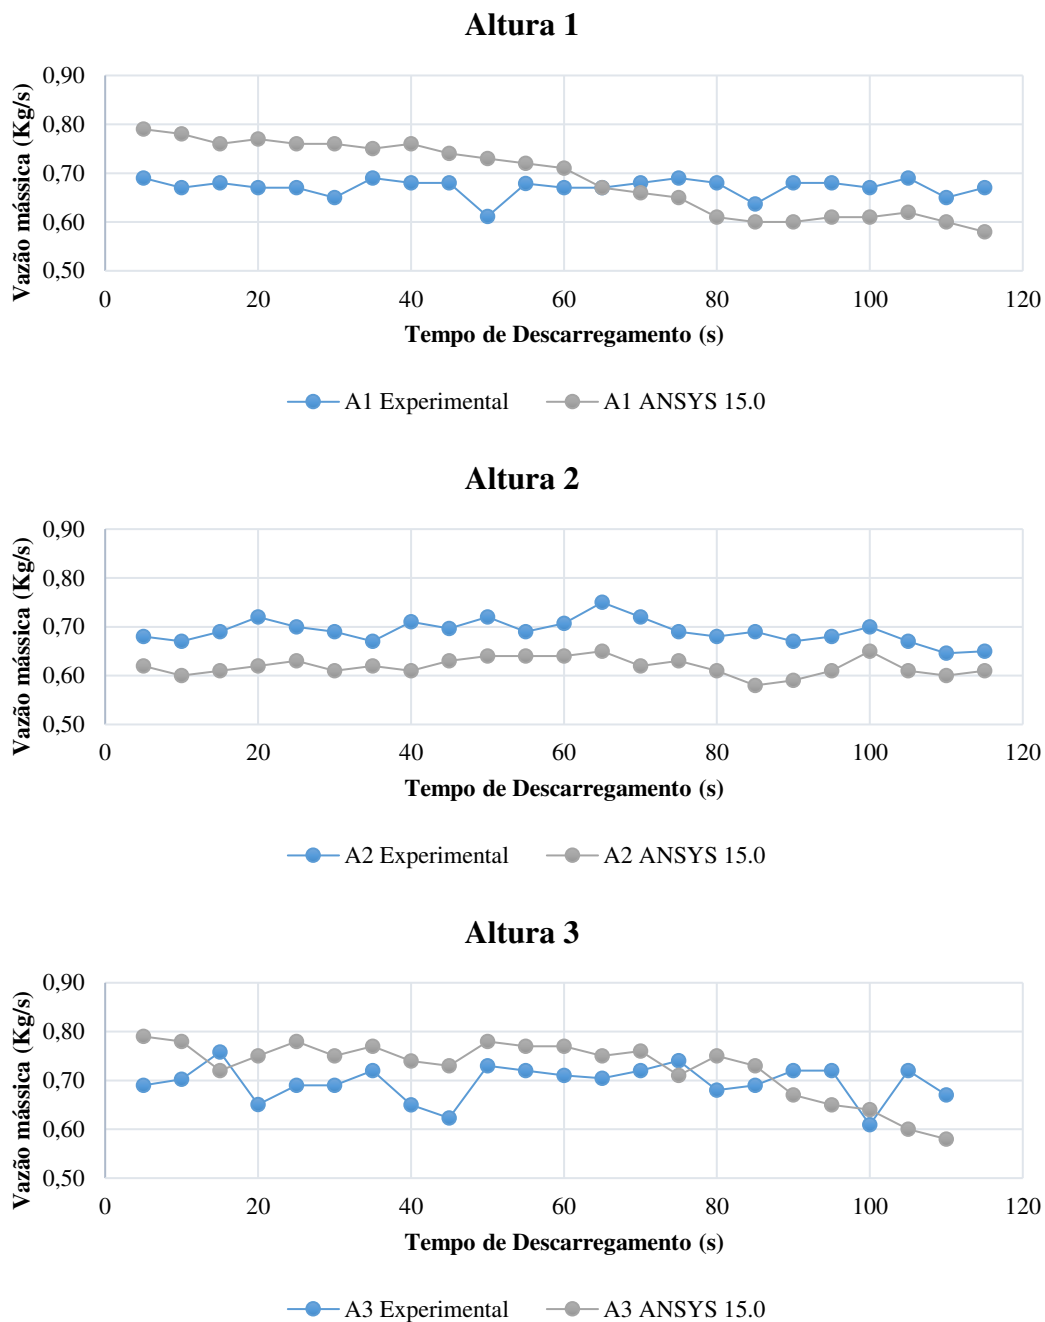 Altura 1
Vazão mássica (Kg/s)
0,90
0,80
0,70
0,60
0,50
0 20 40 60 80 100 120
Tempo de Descarregamento (s)
A1 Experimental A1 ANSYS 15.0
Altura 2
Vazão mássica (Kg/s)
0,90
0,80
0,70
0,60
0,50
0 20 40 60 80 100 120
Tempo de Descarregamento (s)
A2 Experimental A2 ANSYS 15.0
Altura 3
Vazão mássica (Kg/s)
0,90
0,80
0,70
0,60
0,50
0 20 40 60 80 100 120
Tempo de Descarregamento (s)
A3 Experimental A3 ANSYS 15.0